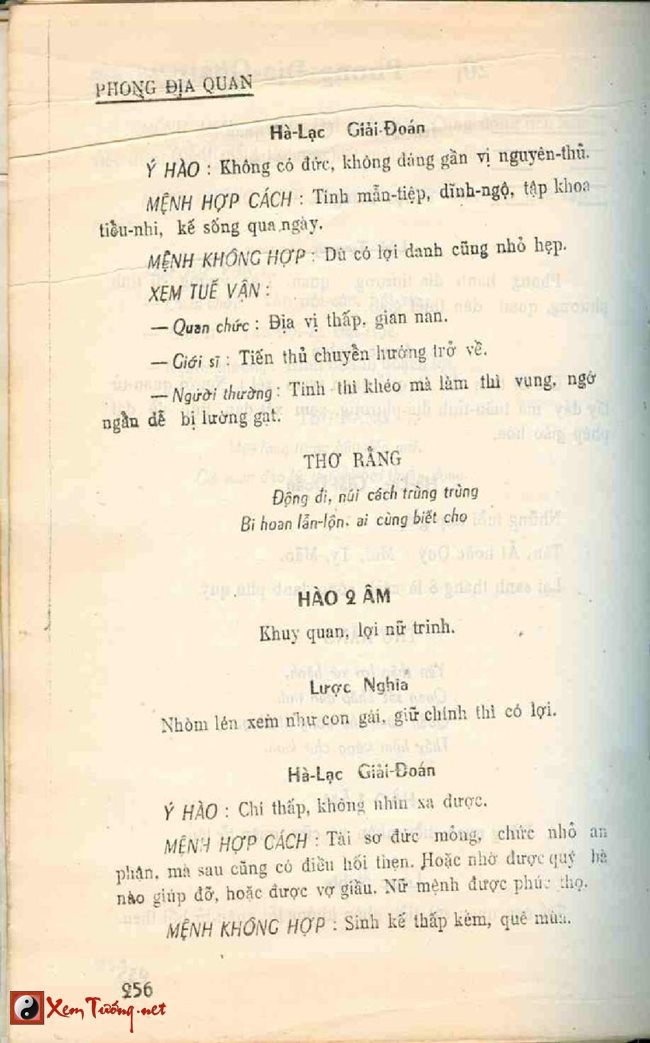 PHONG ĐỊA QUAN
Hà-Lạc Giải-Đoán
Ý HÀO : Không có đức, không đáng gần vị nguyên-thủ.
MỆNH HỢP CÁCH : Tính mẫn-tiệp, dĩnh-ngộ, tập khoa
tiều-nhi, kế sống qua ngày.
MỆNH KHÔNG HỢP : Dù có lợi danh cũng nhỏ hẹp.
XEM TUẾ VẬN :
— Quan chức : Địa vị thấp, gian nan.
— Giới sĩ : Tiến thủ chuyền hướng trở về.
— Người thường : Tính thì khéo mà làm thì vụng, ngớ
ngẩn dễ bị lường gạt.
THƠ RẰNG
Động đi, núi cách trùng trùng
Bi hoan lẫn-lộn, ai cùng biết cho
HÀO 2 ÂM
Khuy quan, lợi nữ trinh.
Lược Nghĩa
Nhòm lén xem như con gái, giữ chính thì có lợi.
Hà-Lạc Giải-Đoán
Ý HÀO : Chí thấp, không nhìn xa được.
MỆNH HỢP CÁCH : Tài sơ đức mỏng, chức nhỏ an
phận, mà sau cũng có điều hối thẹn. Hoặc nhờ được quý bà
nào giúp đỡ, hoặc được vợ giầu. Nữ mệnh được phúc thọ.
MỆNH KHÔNG HỢP : Sinh kế thấp kém, quê mùa.
256
XemTướng.net